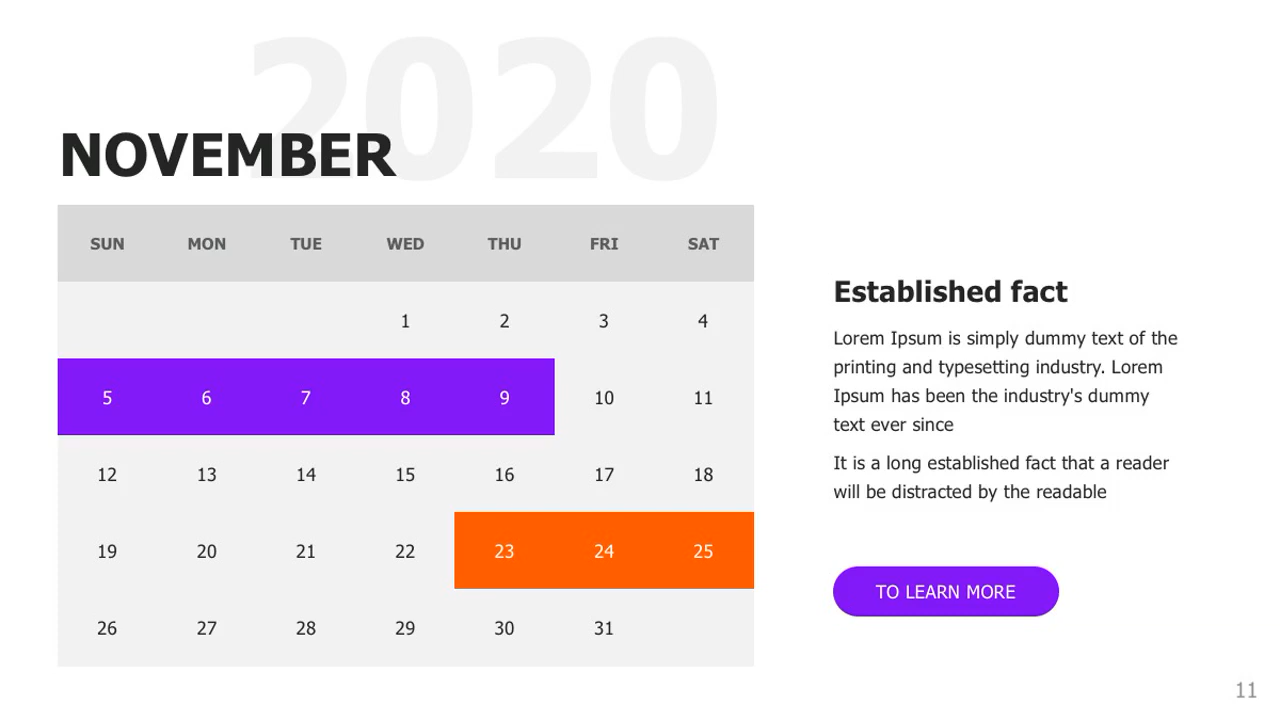 2020
NOVEMBER
SUN MON TUE WED THU FRI SAT
1 2 3 4
5 6 7 8 9 10 11
12 13 14 15 16 17 18
19 20 21 22 23 24 25
26 27 28 29 30 31
Established fact
Lorem Ipsum is simply dummy text of the
printing and typesetting industry. Lorem
Ipsum has been the industry's dummy
text ever since
It is a long established fact that a reader
will be distracted by the readable
TO LEARN MORE
11